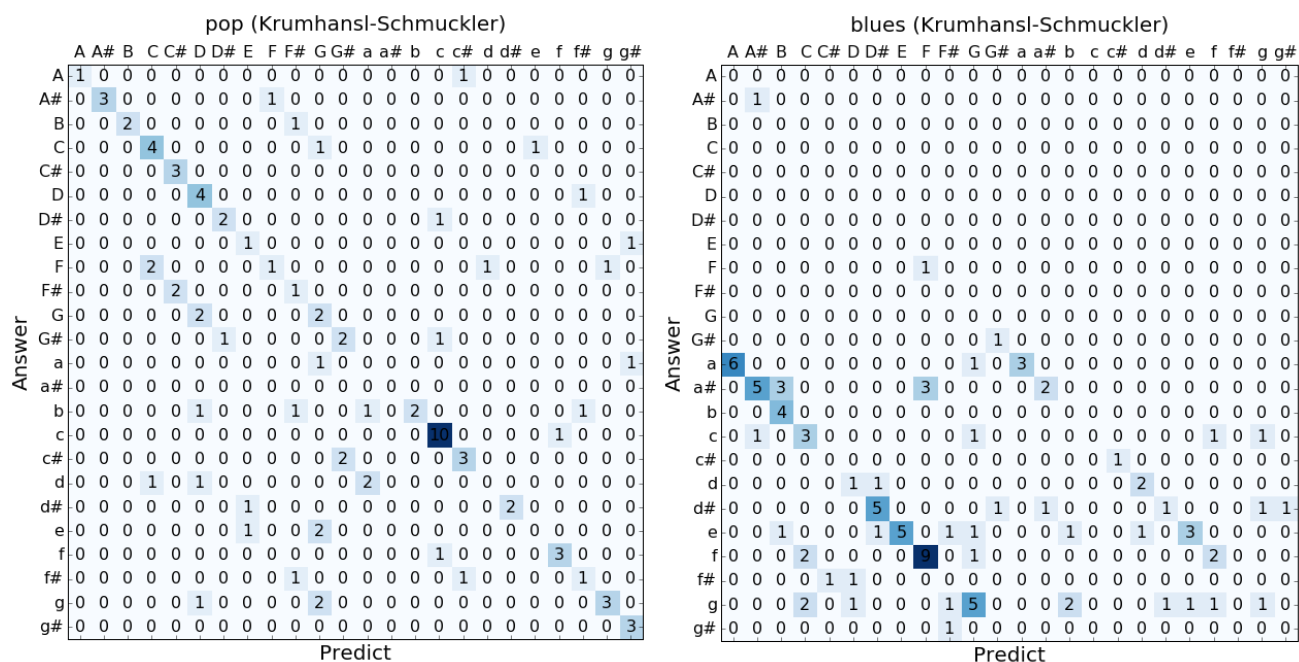 pop (Krumhansl-Schmuckler)
A A# B C C# D D# E F F# G G# a a# b c c# d d# e f f# g g#
A 1 0 0 0 0 0 0 0 0 0 0 0 0 0 0 0 1 0 0 0 0 0 0 0
A# 0 3 0 0 0 0 0 0 1 0 0 0 0 0 0 0 0 0 0 0 0 0 0 0
B 0 0 2 0 0 0 0 0 0 1 0 0 0 0 0 0 0 0 0 0 0 0 0 0
C 0 0 0 4 0 0 0 0 0 0 1 0 0 0 0 0 0 0 0 1 0 0 0 0
C# 0 0 0 0 3 0 0 0 0 0 0 0 0 0 0 0 0 0 0 0 0 0 0 0
D 0 0 0 0 0 4 0 0 0 0 0 0 0 0 0 0 0 0 0 0 0 1 0 0
D# 0 0 0 0 0 0 2 0 0 0 0 0 0 0 0 1 0 0 0 0 0 0 0 0
E 0 0 0 0 0 0 0 1 0 0 0 0 0 0 0 0 0 0 0 0 0 0 0 1
F 0 0 0 2 0 0 0 0 1 0 0 0 0 0 0 0 0 1 0 0 0 0 1 0
F# 0 0 0 0 2 0 0 0 0 1 0 0 0 0 0 0 0 0 0 0 0 0 0 0
G 0 0 0 0 0 2 0 0 0 0 2 0 0 0 0 0 0 0 0 0 0 0 0 0
G# 0 0 0 0 0 0 1 0 0 0 0 2 0 0 0 1 0 0 0 0 0 0 0 0
a 0 0 0 0 0 0 0 0 0 0 1 0 0 0 0 0 0 0 0 0 0 0 0 1
a# 0 0 0 0 0 0 0 0 0 0 0 0 0 0 0 0 0 0 0 0 0 0 0 0
b 0 0 0 0 0 1 0 0 0 1 0 0 1 0 2 0 0 0 0 0 0 1 0 0
c 0 0 0 0 0 0 0 0 0 0 0 0 0 0 0 10 0 0 0 0 1 0 0 0
c# 0 0 0 0 0 0 0 0 0 0 0 2 0 0 0 0 3 0 0 0 0 0 0 0
d 0 0 0 1 0 1 0 0 0 0 0 0 2 0 0 0 0 0 0 0 0 0 0 0
d# 0 0 0 0 0 0 0 1 0 0 0 0 0 0 0 0 0 0 2 0 0 0 0 0
e 0 0 0 0 0 0 0 1 0 0 2 0 0 0 0 0 0 0 0 0 0 0 0 0
f 0 0 0 0 0 0 0 0 0 0 0 0 0 0 0 1 0 0 0 0 3 0 0 0
f# 0 0 0 0 0 0 0 0 0 1 0 0 0 0 0 0 1 0 0 0 0 1 0 0
g 0 0 0 0 0 1 0 0 0 0 2 0 0 0 0 0 0 0 0 0 0 0 3 0
g# 0 0 0 0 0 0 0 0 0 0 0 0 0 0 0 0 0 0 0 0 0 0 0 3
Answer
Predict
blues (Krumhansl-Schmuckler)
A A# B C C# D D# E F F# G G# a a# b c c# d d# e f f# g g#
A 0 0 0 0 0 0 0 0 0 0 0 0 0 0 0 0 0 0 0 0 0 0 0 0
A# 0 1 0 0 0 0 0 0 0 0 0 0 0 0 0 0 0 0 0 0 0 0 0 0
B 0 0 0 0 0 0 0 0 0 0 0 0 0 0 0 0 0 0 0 0 0 0 0 0
C 0 0 0 0 0 0 0 0 0 0 0 0 0 0 0 0 0 0 0 0 0 0 0 0
C# 0 0 0 0 0 0 0 0 0 0 0 0 0 0 0 0 0 0 0 0 0 0 0 0
D 0 0 0 0 0 0 0 0 0 0 0 0 0 0 0 0 0 0 0 0 0 0 0 0
D# 0 0 0 0 0 0 0 0 0 0 0 0 0 0 0 0 0 0 0 0 0 0 0 0
E 0 0 0 0 0 0 0 0 0 0 0 0 0 0 0 0 0 0 0 0 0 0 0 0
F 0 0 0 0 0 0 0 0 1 0 0 0 0 0 0 0 0 0 0 0 0 0 0 0
F# 0 0 0 0 0 0 0 0 0 0 0 0 0 0 0 0 0 0 0 0 0 0 0 0
G 0 0 0 0 0 0 0 0 0 0 0 0 0 0 0 0 0 0 0 0 0 0 0 0
G# 0 0 0 0 0 0 0 0 0 0 0 1 0 0 0 0 0 0 0 0 0 0 0 0
a 6 0 0 0 0 0 0 0 0 0 1 0 3 0 0 0 0 0 0 0 0 0 0 0
a# 0 5 3 0 0 0 0 0 3 0 0 0 0 2 0 0 0 0 0 0 0 0 0 0
b 0 0 4 0 0 0 0 0 0 0 0 0 0 0 0 0 0 0 0 0 0 0 0 0
c 0 1 0 3 0 0 0 0 0 0 1 0 0 0 0 0 0 0 0 0 1 0 1 0
c# 0 0 0 0 0 0 0 0 0 0 0 0 0 0 0 0 1 0 0 0 0 0 0 0
d 0 0 0 0 0 1 1 0 0 0 0 0 0 0 0 0 0 2 0 0 0 0 0 0
d# 0 0 0 0 0 0 5 0 0 0 0 1 0 1 0 0 0 0 1 0 0 0 1 1
e 0 0 1 0 0 0 1 5 0 1 1 0 0 0 1 0 0 1 0 3 0 0 0 0
f 0 0 0 2 0 0 0 0 9 0 1 0 0 0 0 0 0 0 0 0 2 0 0 0
f# 0 0 0 0 1 1 0 0 0 0 0 0 0 0 0 0 0 0 0 0 0 0 0 0
g 0 0 0 2 0 1 0 0 0 1 5 0 0 0 2 0 0 0 1 1 1 0 1 0
g# 0 0 0 0 0 0 0 0 0 1 0 0 0 0 0 0 0 0 0 0 0 0 0 0
Answer
Predict